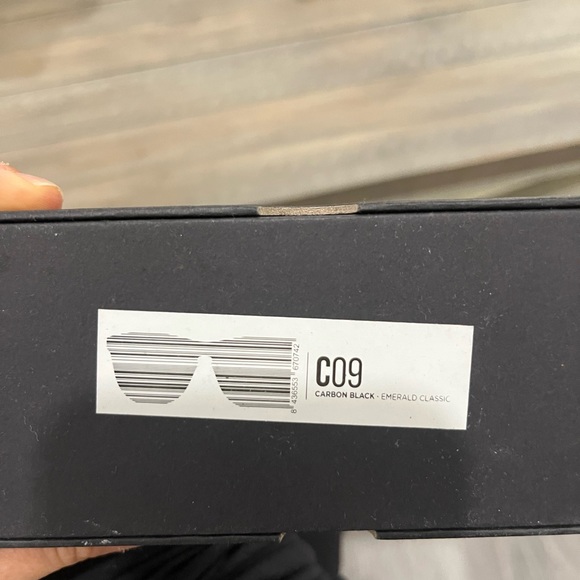 8 436553 670742
C09
CARBON BLACK - EMERALD CLASSIC